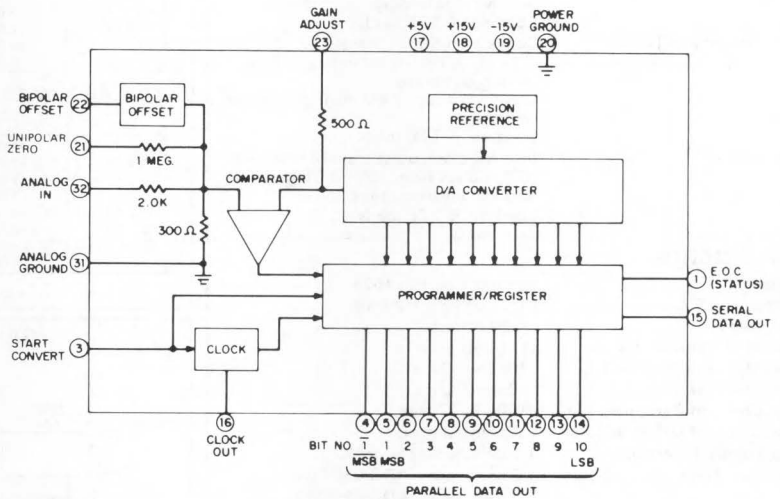 GAIN
ADJUST
23
+5V
17
+15V
18
-15V
19
POWER
GROUND
20
BIPOLAR
OFFSET
22
BIPOLAR
OFFSET
UNIPOLAR
ZERO
21
1 MEG.
ANALOG
IN
32
2.0K
300Ω
ANALOG
GROUND
31
500Ω
COMPARATOR
PRECISION
REFERENCE
D/A CONVERTER
PROGRAMMER/REGISTER
1
E O C
(STATUS)
15
SERIAL
DATA OUT
START
CONVERT
3
CLOCK
16
CLOCK
OUT
4 5 6 7 8 9 10 11 12 13 14
BIT NO. 1̅ 1 2 3 4 5 6 7 8 9 10
M̅S̅B̅ MSB LSB
PARALLEL DATA OUT